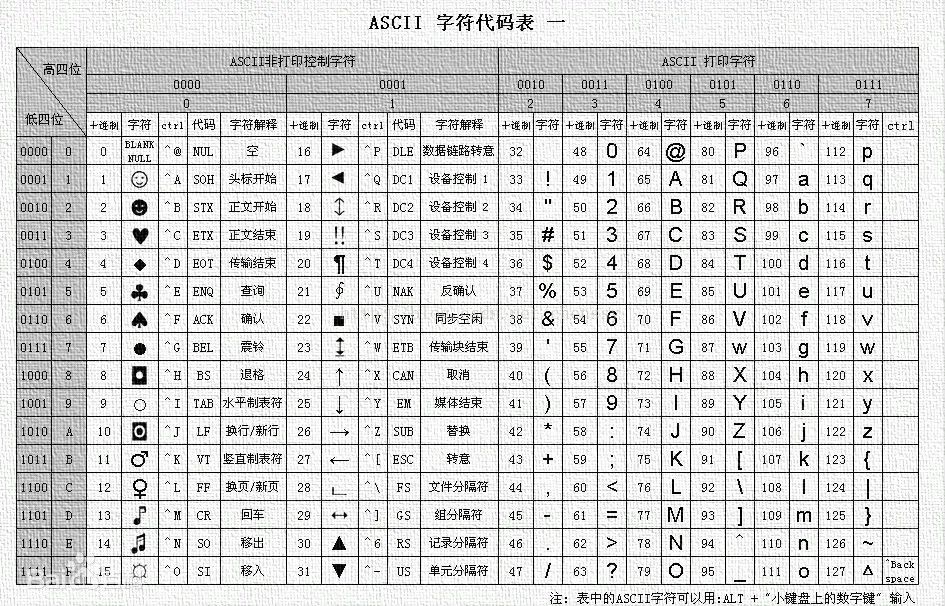 ASCII 字符代码表 一
高四位 ASCII非打印控制字符 ASCII 打印字符
0000 0001 0010 0011 0100 0101 0110 0111
0 1 2 3 4 5 6 7
低四位 十进制 字符 ctrl 代码 字符解释 十进制 字符 ctrl 代码 字符解释 十进制 字符 十进制 字符 十进制 字符 十进制 字符 十进制 字符 十进制 字符 ctrl
0000 0 0 BLANK NULL ^@ NUL 空 16 ► ^P DLE 数据链路转意 32 48 0 64 @ 80 P 96 ` 112 p
0001 1 1 ☺ ^A SOH 头标开始 17 ◄ ^Q DC1 设备控制 1 33 ! 49 1 65 A 81 Q 97 a 113 q
0010 2 2 ☻ ^B STX 正文开始 18 ↕ ^R DC2 设备控制 2 34 " 50 2 66 B 82 R 98 b 114 r
0011 3 3 ♥ ^C ETX 正文结束 19 ‼ ^S DC3 设备控制 3 35 # 51 3 67 C 83 S 99 c 115 s
0100 4 4 ♦ ^D EOT 传输结束 20 ¶ ^T DC4 设备控制 4 36 $ 52 4 68 D 84 T 100 d 116 t
0101 5 5 ♣ ^E ENQ 查询 21 ∮ ^U NAK 反确认 37 % 53 5 69 E 85 U 101 e 117 u
0110 6 6 ♠ ^F ACK 确认 22 ■ ^V SYN 同步空闲 38 & 54 6 70 F 86 V 102 f 118 v
0111 7 7 ● ^G BEL 震铃 23 ↨ ^W ETB 传输块结束 39 ' 55 7 71 G 87 w 103 g 119 w
1000 8 8 ◘ ^H BS 退格 24 ↑ ^X CAN 取消 40 ( 56 8 72 H 88 X 104 h 120 x
1001 9 9 ○ ^I TAB 水平制表符 25 ↓ ^Y EM 媒体结束 41 ) 57 9 73 I 89 Y 105 i 121 y
1010 A 10 ◙ ^J LF 换行/新行 26 → ^Z SUB 替换 42 * 58 : 74 J 90 Z 106 j 122 z
1011 B 11 ♂ ^K VT 竖直制表符 27 ← ^[ ESC 转意 43 + 59 ; 75 K 91 [ 107 k 123 {
1100 C 12 ♀ ^L FF 换页/新页 28 ∟ ^\ FS 文件分隔符 44 , 60 < 76 L 92 \ 108 l 124 |
1101 D 13 ♪ ^M CR 回车 29 ↔ ^] GS 组分隔符 45 - 61 = 77 M 93 ] 109 m 125 }
1110 E 14 ♫ ^N SO 移出 30 ▲ ^6 RS 记录分隔符 46 . 62 > 78 N 94 ^ 110 n 126 ~
1111 15 ☼ ^O SI 移入 31 ▼ ^- US 单元分隔符 47 / 63 ? 79 O 95 _ 111 o 127 Δ ^Back space
注：表中的ASCII字符可以用:ALT + "小键盘上的数字键" 输入